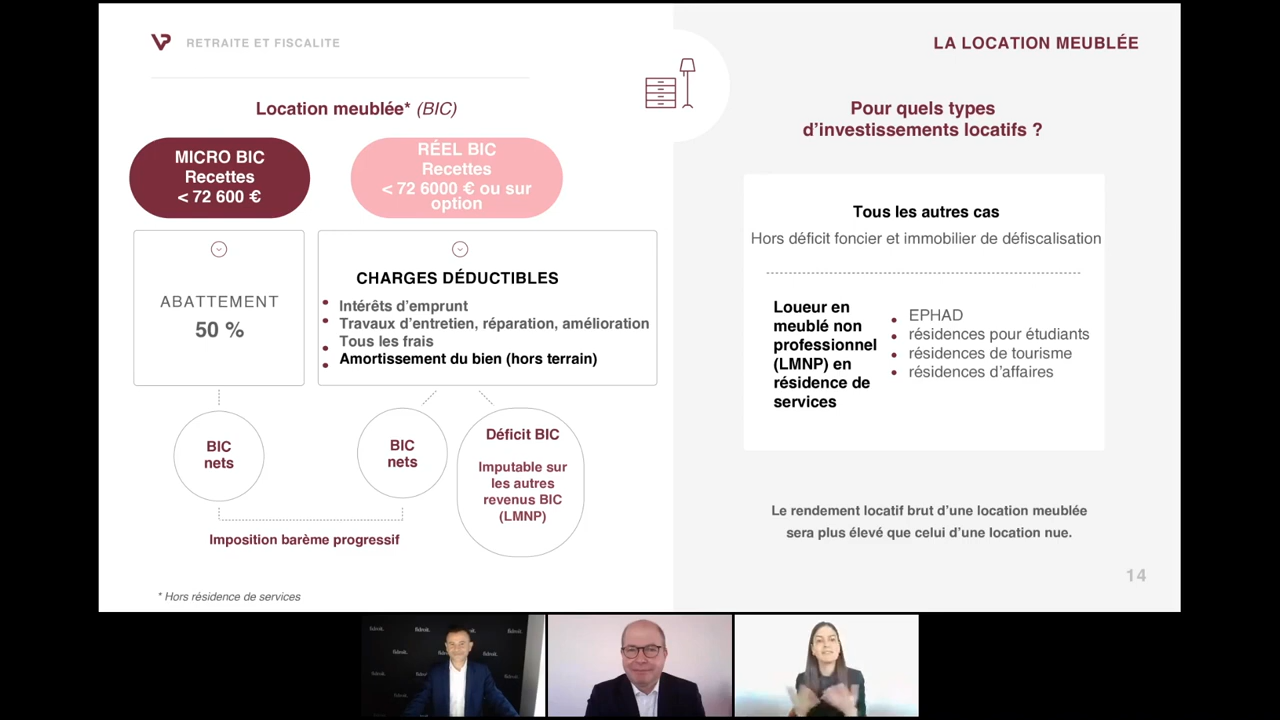 VP RETRAITE ET FISCALITE
Location meublée* (BIC)
MICRO BIC
Recettes
< 72 600 €
RÉEL BIC
Recettes
< 72 6000 € ou sur
option
ABATTEMENT
50 %
CHARGES DÉDUCTIBLES
• Intérêts d'emprunt
• Travaux d'entretien, réparation, amélioration
• Tous les frais
• Amortissement du bien (hors terrain)
BIC
nets
BIC
nets
Déficit BIC
Imputable sur
les autres
revenus BIC
(LMNP)
Imposition barème progressif
* Hors résidence de services
LA LOCATION MEUBLÉE
Pour quels types
d'investissements locatifs ?
Tous les autres cas
Hors déficit foncier et immobilier de défiscalisation
Loueur en
meublé non
professionnel
(LMNP) en
résidence de
services
• EPHAD
• résidences pour étudiants
• résidences de tourisme
• résidences d'affaires
Le rendement locatif brut d'une location meublée
sera plus élevé que celui d'une location nue.
14
fidroit.
fidroit.
fidroit.
fidroit.